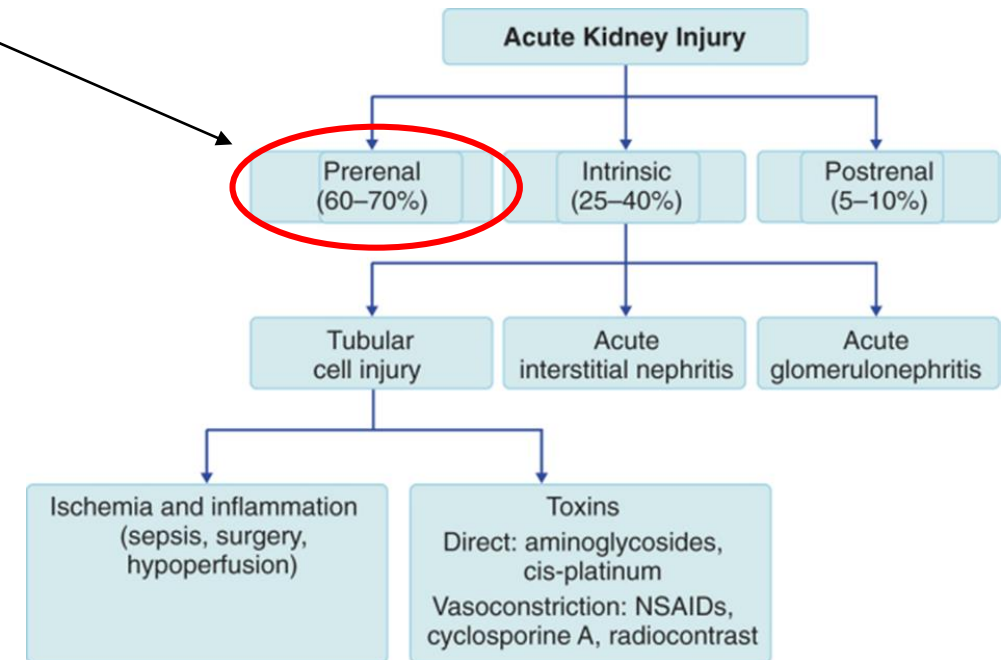 Acute Kidney Injury
Prerenal
(60–70%)
Intrinsic
(25–40%)
Postrenal
(5–10%)
Tubular
cell injury
Acute
interstitial nephritis
Acute
glomerulonephritis
Ischemia and inflammation
(sepsis, surgery,
hypoperfusion)
Toxins
Direct: aminoglycosides,
cis-platinum
Vasoconstriction: NSAIDs,
cyclosporine A, radiocontrast